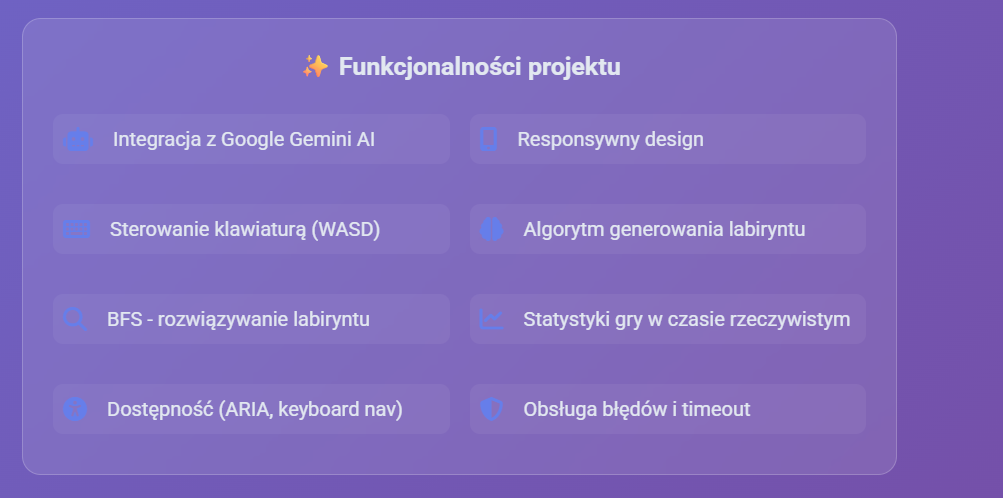 ✨ Funkcjonalności projektu
Integracja z Google Gemini AI
Responsywny design
Sterowanie klawiaturą (WASD)
Algorytm generowania labiryntu
BFS - rozwiązywanie labiryntu
Statystyki gry w czasie rzeczywistym
Dostępność (ARIA, keyboard nav)
Obsługa błędów i timeout